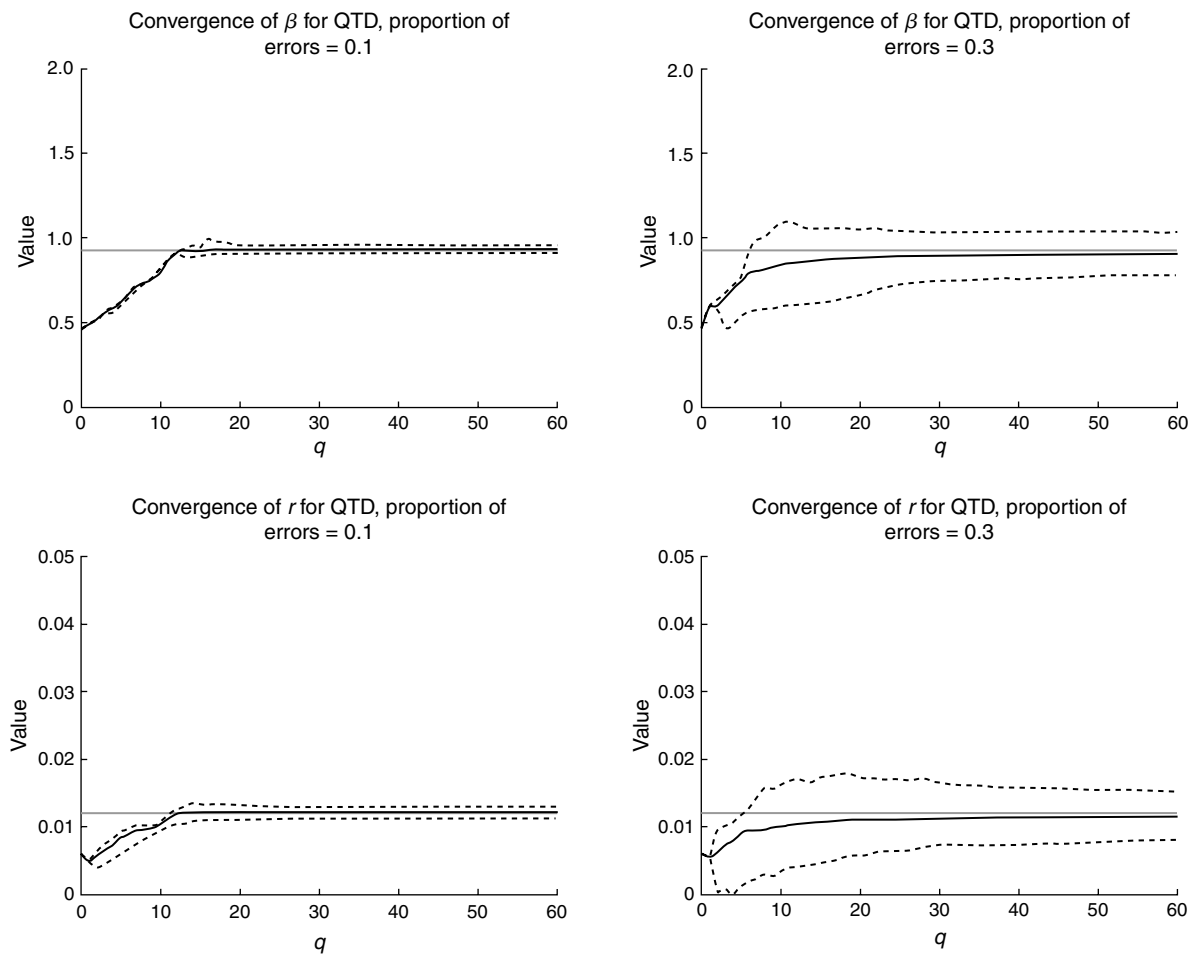 Convergence of β for QTD, proportion of
errors = 0.1
2.0
1.5
1.0
0.5
0
Value
0 10 20 30 40 50 60
q
Convergence of β for QTD, proportion of
errors = 0.3
2.0
1.5
1.0
0.5
0
Value
0 10 20 30 40 50 60
q
Convergence of r for QTD, proportion of
errors = 0.1
0.05
0.04
0.03
0.02
0.01
0
Value
0 10 20 30 40 50 60
q
Convergence of r for QTD, proportion of
errors = 0.3
0.05
0.04
0.03
0.02
0.01
0
Value
0 10 20 30 40 50 60
q